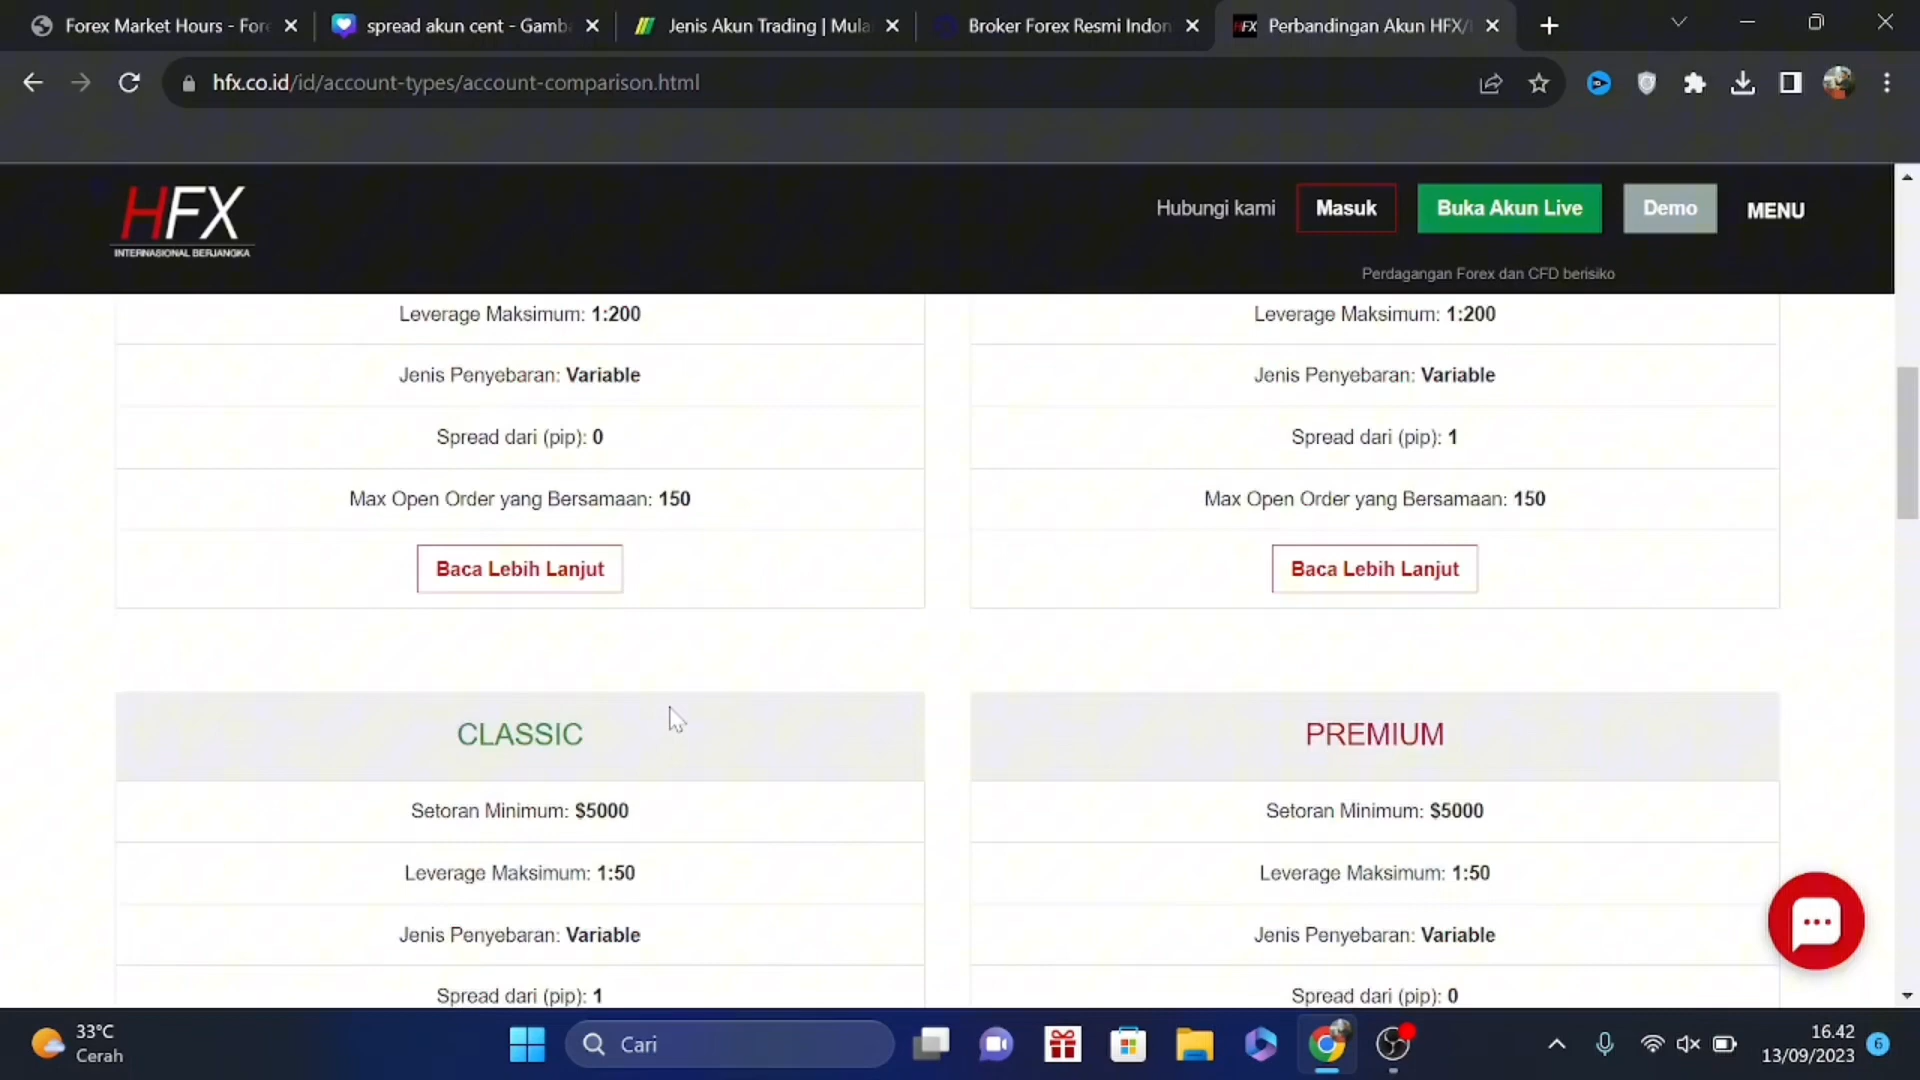 Forex Market Hours - For
spread akun cent - Gamb
Jenis Akun Trading | Mula
Broker Forex Resmi Indon
Perbandingan Akun HFX/
hfx.co.id/id/account-types/account-comparison.html
HFX
INTERNASIONAL BERJANGKA
Hubungi kami
Masuk
Buka Akun Live
Demo
MENU
Perdagangan Forex dan CFD berisiko
Leverage Maksimum: 1:200
Leverage Maksimum: 1:200
Jenis Penyebaran: Variable
Jenis Penyebaran: Variable
Spread dari (pip): 0
Spread dari (pip): 1
Max Open Order yang Bersamaan: 150
Max Open Order yang Bersamaan: 150
Baca Lebih Lanjut
Baca Lebih Lanjut
CLASSIC
PREMIUM
Setoran Minimum: $5000
Setoran Minimum: $5000
Leverage Maksimum: 1:50
Leverage Maksimum: 1:50
Jenis Penyebaran: Variable
Jenis Penyebaran: Variable
Spread dari (pip): 1
Spread dari (pip): 0
33°C
Cerah
Cari
16.42
13/09/2023
6